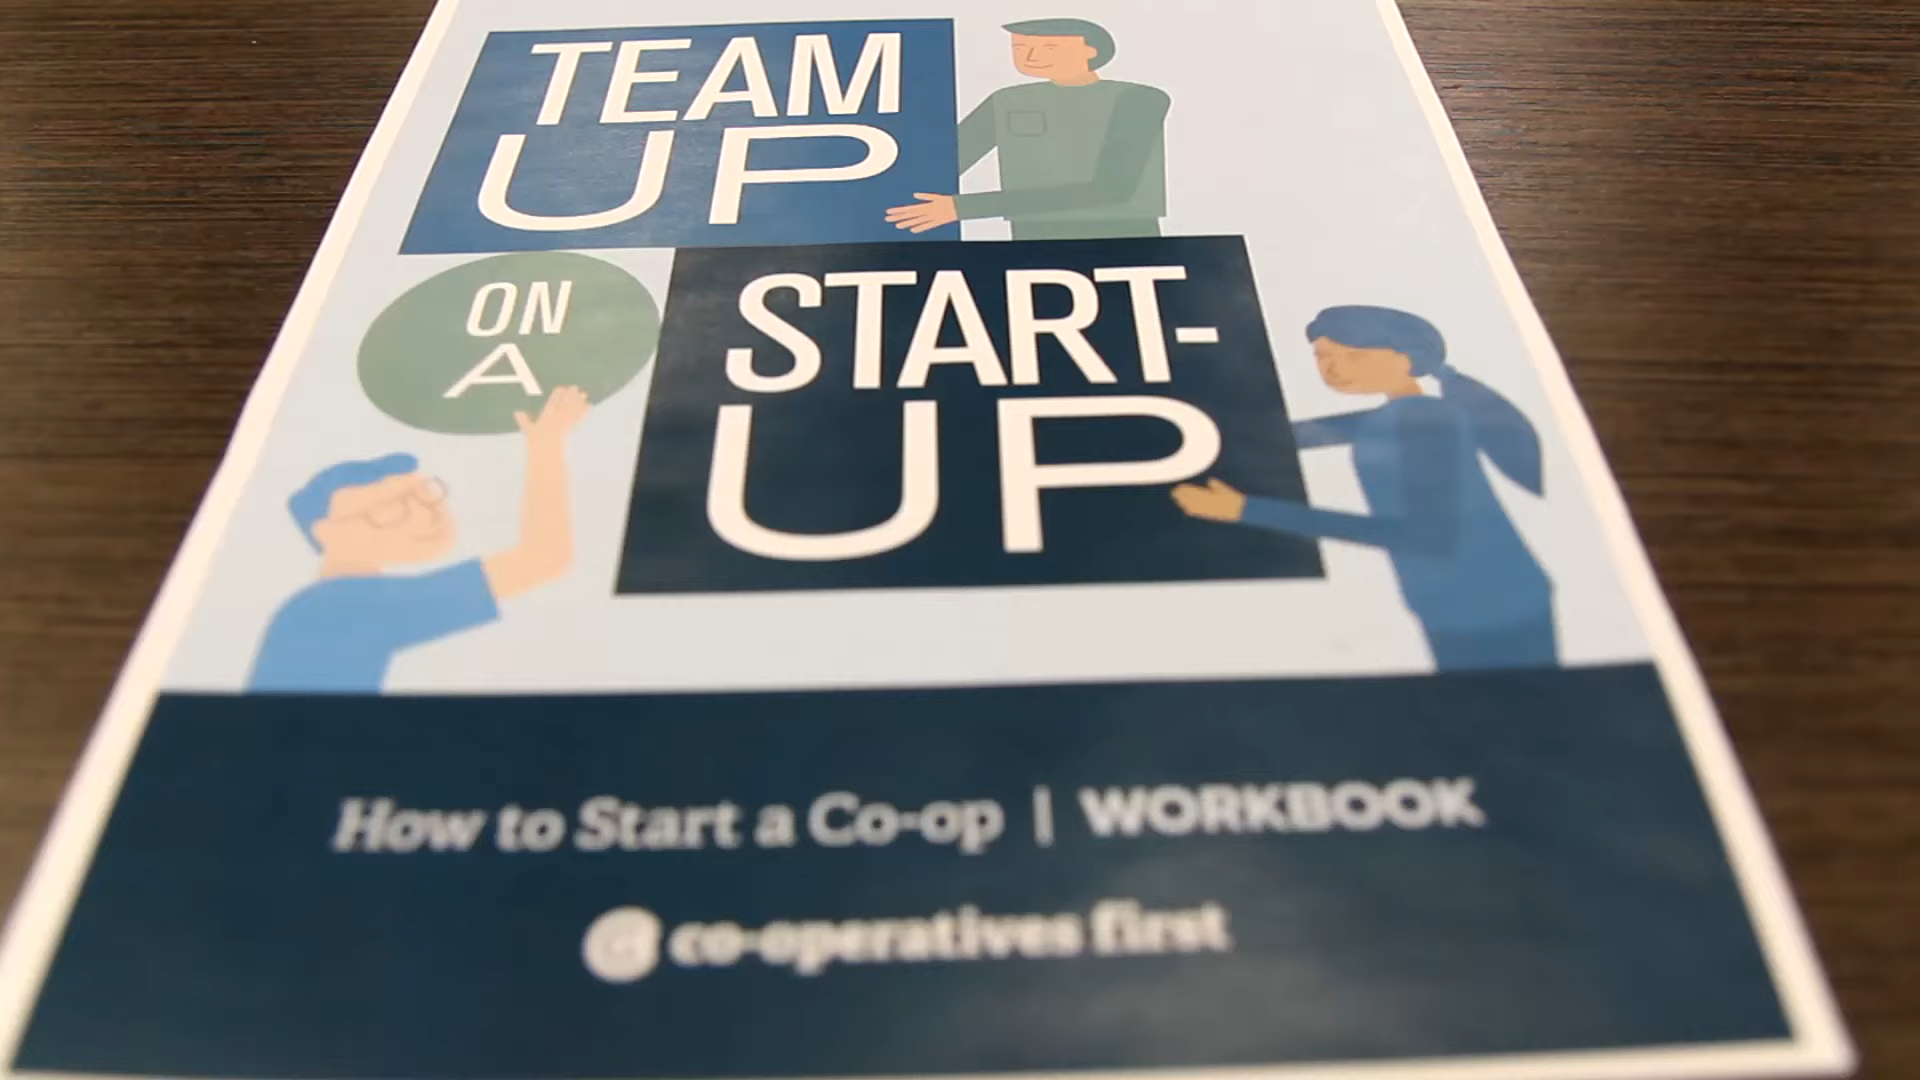 TEAM
UP
ON
A
START-
UP
How to Start a Co-op | WORKBOOK
co-operatives first